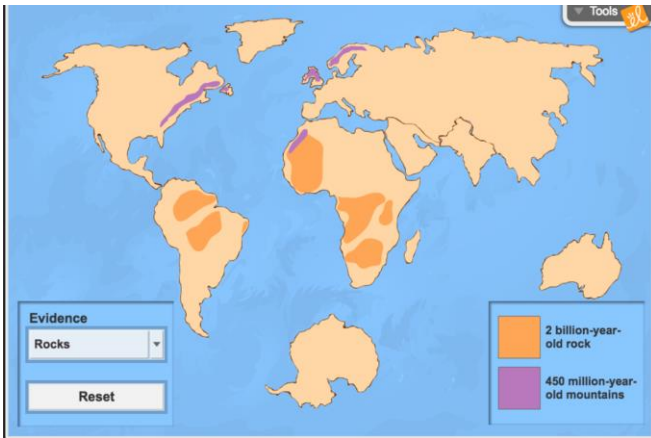 Tools
Evidence
Rocks
Reset
2 billion-year-
old rock
450 million-year-
old mountains